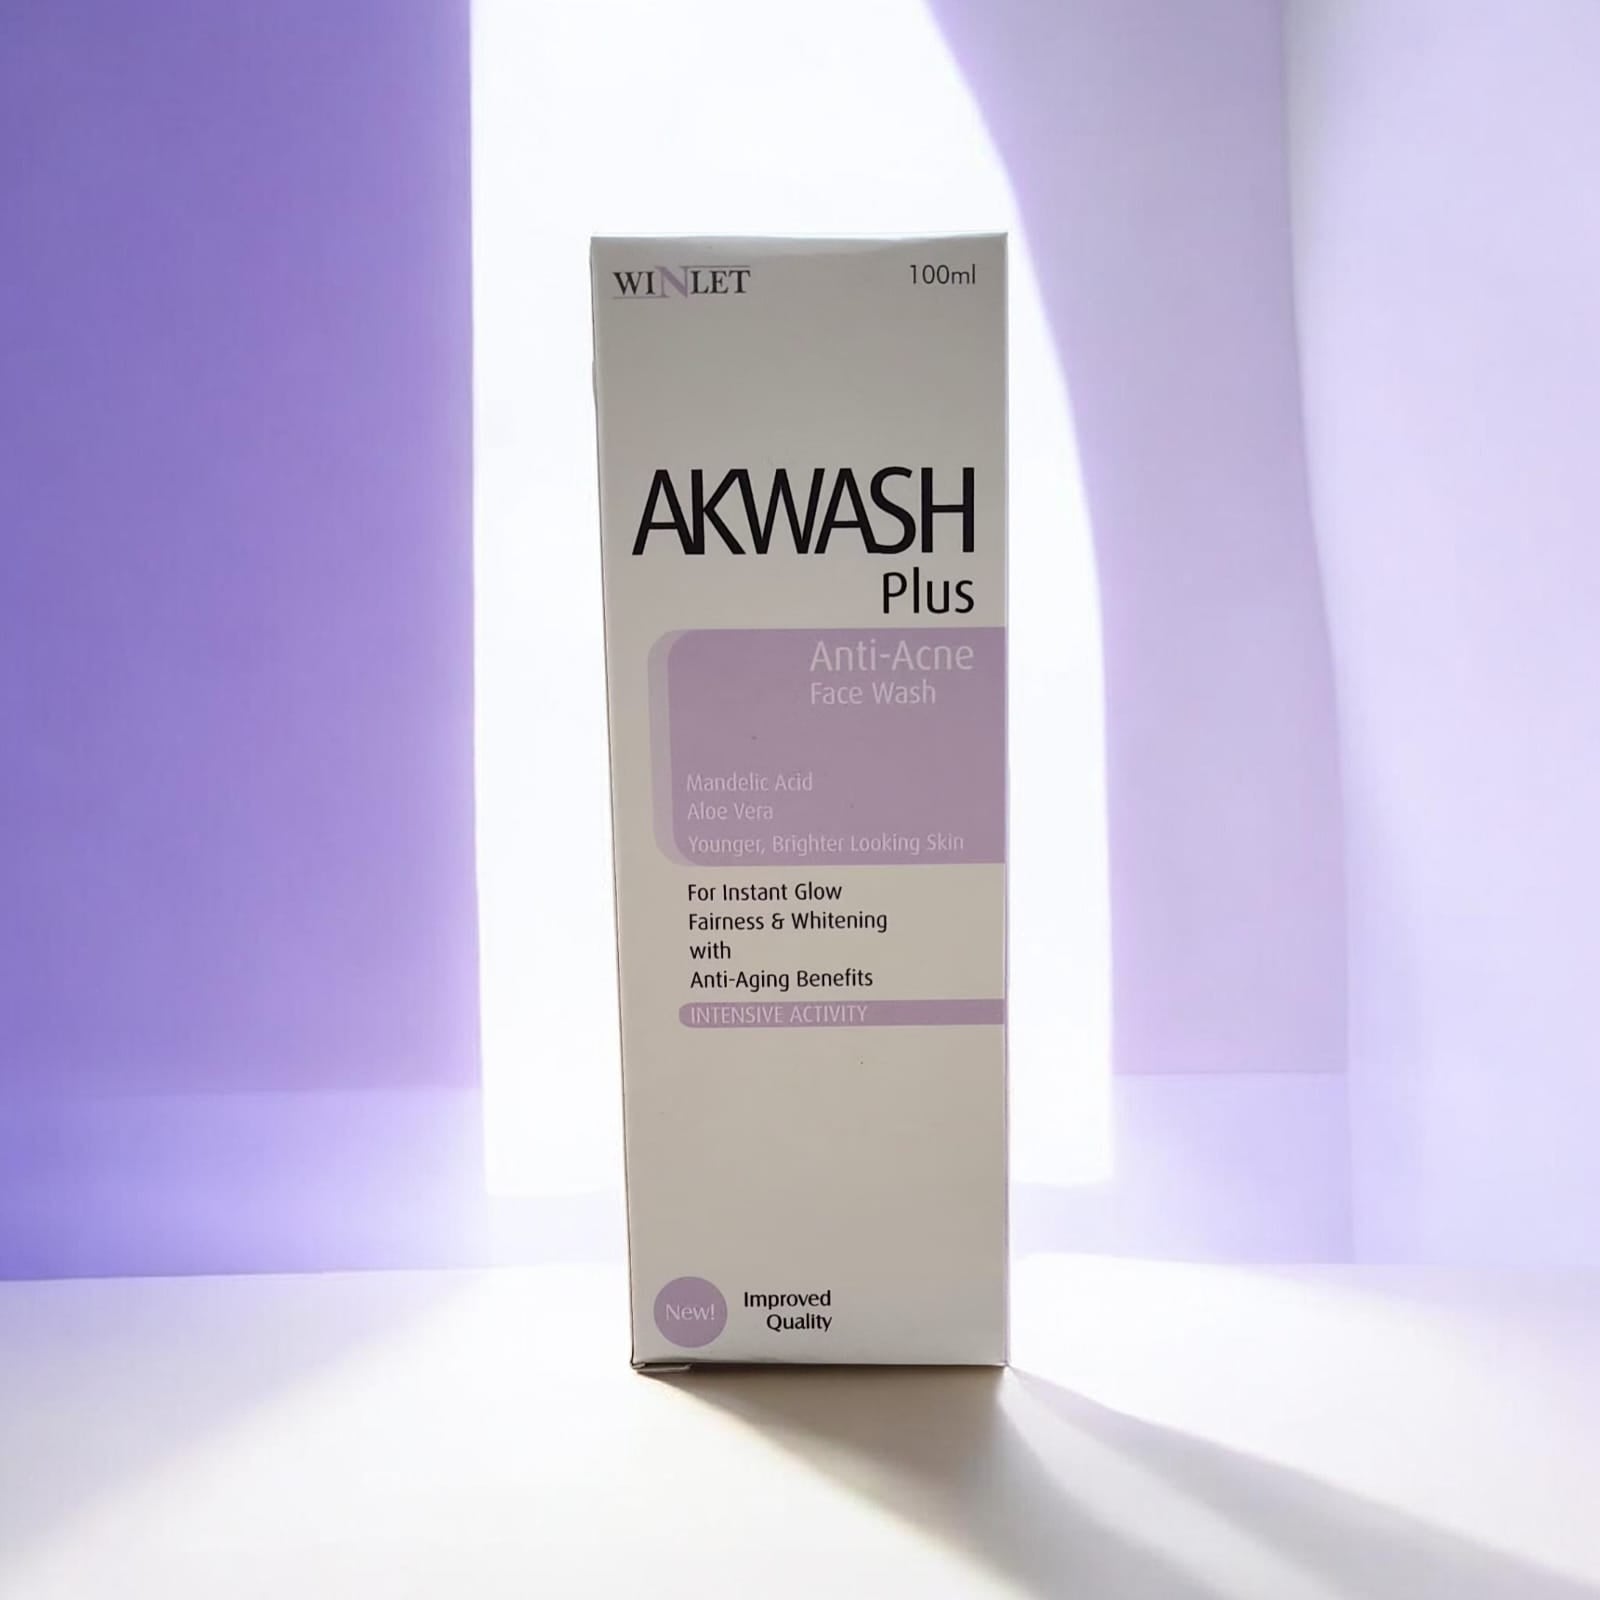 WINLET
100ml
AKWASH
Plus
Anti-Acne
Face Wash
Mandelic Acid
Aloe Vera
Younger, Brighter Looking Skin
For Instant Glow
Fairness & Whitening
with
Anti-Aging Benefits
INTENSIVE ACTIVITY
New!
Improved
Quality